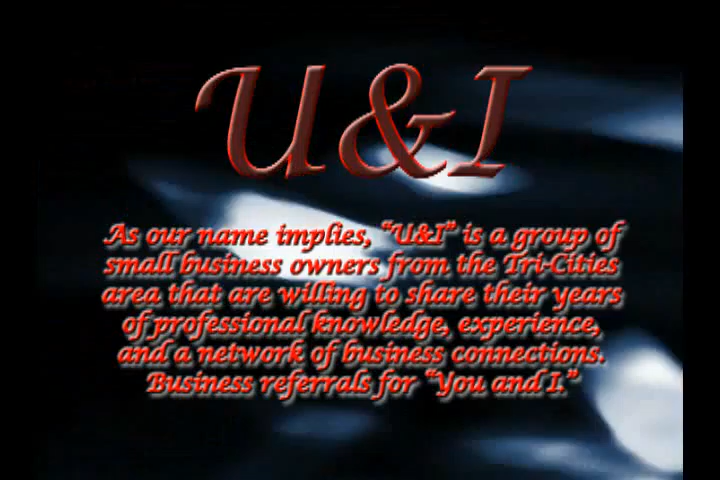 U&I
As our name implies, "U&I" is a group of
small business owners from the Tri-Cities
area that are willing to share their years
of professional knowledge, experience,
and a network of business connections.
Business referrals for "You and I."